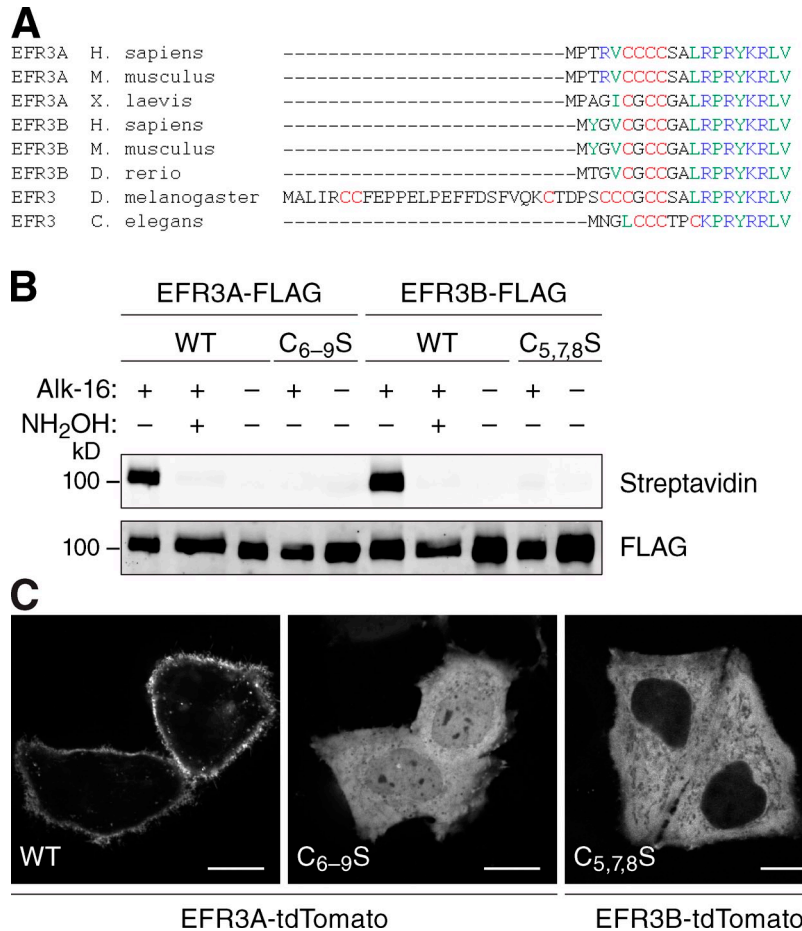 A
EFR3A H. sapiens -------------------------MPTRVCCCCSALRPRYKRLV
EFR3A M. musculus -------------------------MPTRVCCCCSALRPRYKRLV
EFR3A X. laevis -------------------------MPAGICGCCGALRPRYKRLV
EFR3B H. sapiens --------------------------MYGVCGCCGALRPRYKRLV
EFR3B M. musculus --------------------------MYGVCGCCGALRPRYKRLV
EFR3B D. rerio --------------------------MTGVCGCCGALRPRYKRLV
EFR3 D. melanogaster MALIRCCFEPPELPEFFDSFVQKCTDPSCCCGCCSALRPRYKRLV
EFR3 C. elegans ---------------------------MNGLCCCTPCKPRYRRLV
B
EFR3A-FLAG EFR3B-FLAG
WT C6–9S WT C5,7,8S
Alk-16: + + – + – + + – + –
NH2OH: – + – – – – + – – –
kD
100 Streptavidin
100 FLAG
C
WT C6–9S C5,7,8S
EFR3A-tdTomato EFR3B-tdTomato